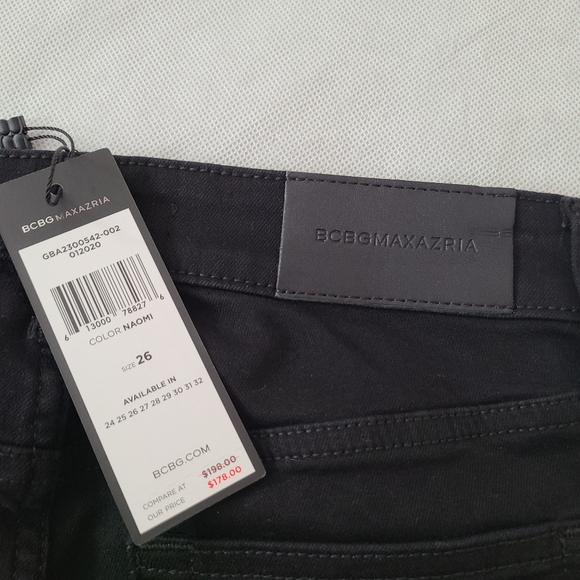 BCBGMAXAZRIA
GBA2300542-002
012020
6 13000 78827 6
COLOR NAOMI
SIZE 26
AVAILABLE IN
24 25 26 27 28 29 30 31 32
BCBG.COM
COMPARE AT $198.00
OUR PRICE $178.00
BCBGMAXAZRIA